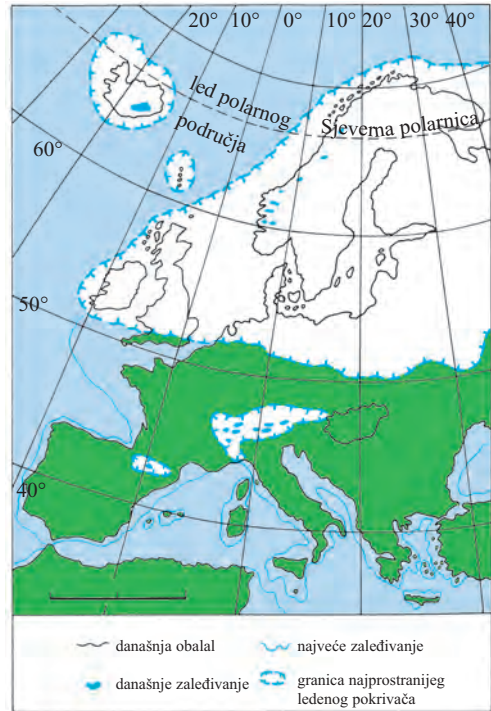 20° 10° 0° 10° 20° 30° 40°
led polarnog
područja
Sjeverna polarnica
60°
50°
40°
današnja obalal
najveće zaleđivanje
današnje zaleđivanje
granica najprostranijeg
ledenog pokrivača